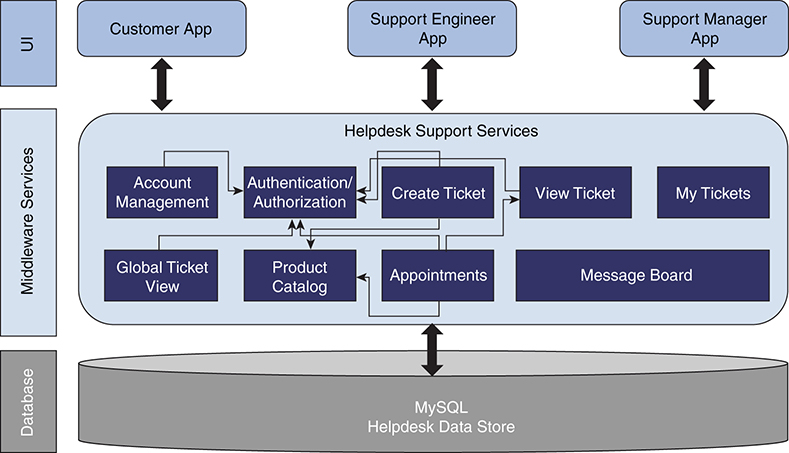 UI
Customer App
Support Engineer
App
Support Manager
App
Middleware Services
Helpdesk Support Services
Account
Management
Authentication/
Authorization
Create Ticket
View Ticket
My Tickets
Global Ticket
View
Product
Catalog
Appointments
Message Board
Database
MySQL
Helpdesk Data Store